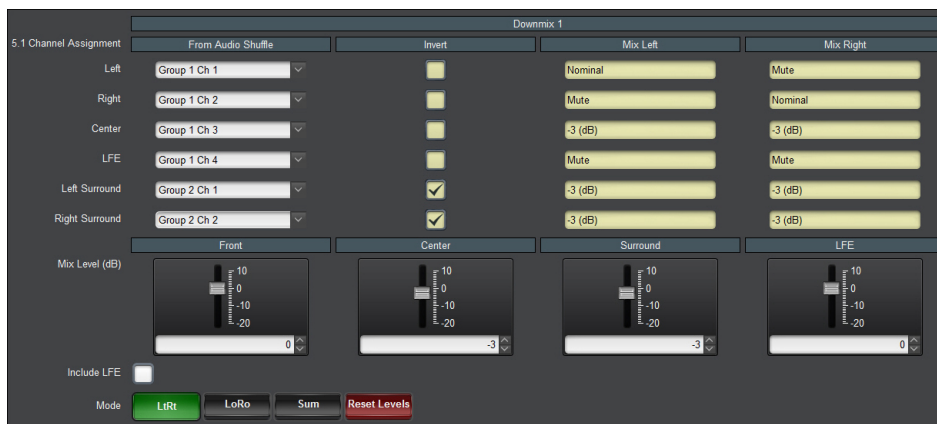 Downmix 1
5.1 Channel Assignment From Audio Shuffle Invert Mix Left Mix Right
Left Group 1 Ch 1 Nominal Mute
Right Group 1 Ch 2 Mute Nominal
Center Group 1 Ch 3 -3 (dB) -3 (dB)
LFE Group 1 Ch 4 Mute Mute
Left Surround Group 2 Ch 1 -3 (dB) -3 (dB)
Right Surround Group 2 Ch 2 -3 (dB) -3 (dB)
Front Center Surround LFE
Mix Level (dB) 10 10 10 10
0 0 0 0
-10 -10 -10 -10
-20 -20 -20 -20
0 -3 -3 0
Include LFE
Mode LtRt LoRo Sum Reset Levels